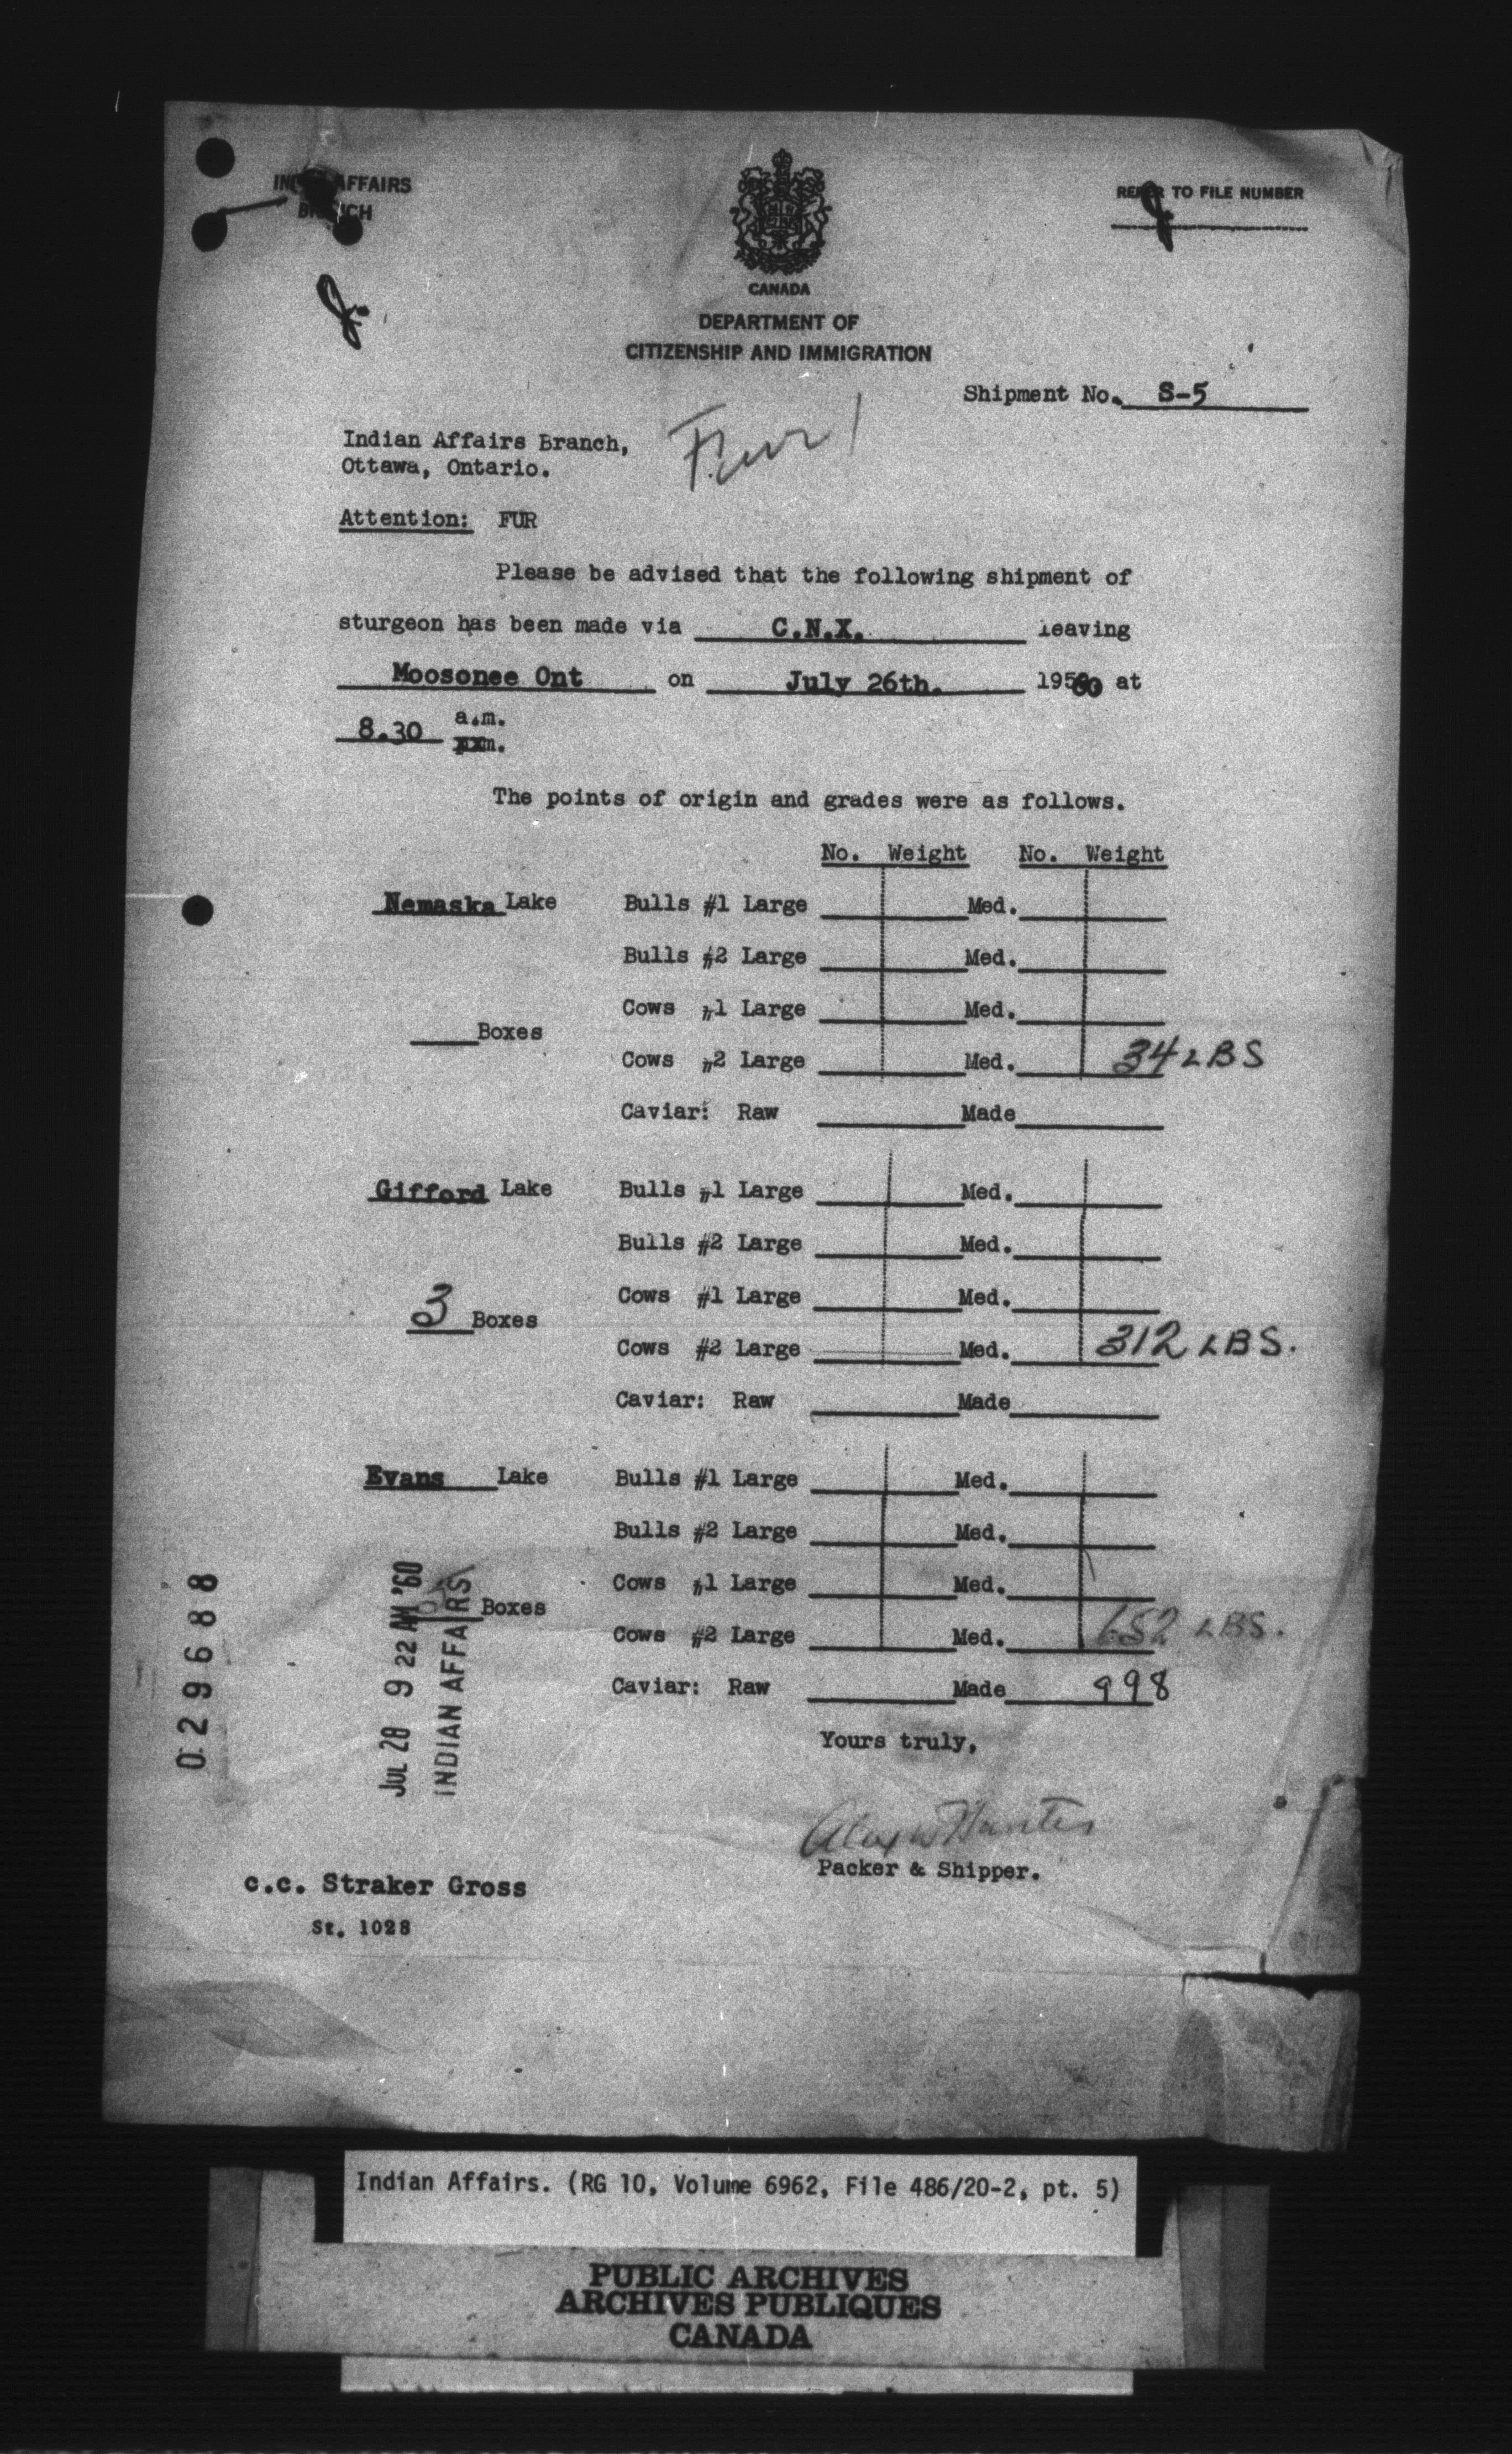 INDIAN AFFAIRS
BRANCH
REFER TO FILE NUMBER
CANADA
DEPARTMENT OF
CITIZENSHIP AND IMMIGRATION
Shipment No. S-5
Fur
Indian Affairs Branch,
Ottawa, Ontario.
Attention: FUR
Please be advised that the following shipment of
sturgeon has been made via C.N.X. leaving
Moosonee Ont on July 26th. 1960 at
8.30 a.m.
p.m.
The points of origin and grades were as follows.
No. Weight No. Weight
Nemaska Lake Bulls #1 Large Med.
Bulls #2 Large Med.
Cows #1 Large Med.
Boxes
Cows #2 Large Med. 34 LBS
Caviar: Raw Made
Gifford Lake Bulls #1 Large Med.
Bulls #2 Large Med.
Cows #1 Large Med.
3 Boxes
Cows #2 Large Med. 312 LBS.
Caviar: Raw Made
Evans Lake Bulls #1 Large Med.
Bulls #2 Large Med.
Cows #1 Large Med.
Boxes
Cows #2 Large Med. 652 LBS.
Caviar: Raw Made 998
029688
JUL 28 9 22 AM '60
INDIAN AFFAIRS
Yours truly,
Alex W Hunter
Packer & Shipper.
c.c. Straker Gross
St. 1028
Indian Affairs. (RG 10, Volume 6962, File 486/20-2, pt. 5)
PUBLIC ARCHIVES
ARCHIVES PUBLIQUES
CANADA